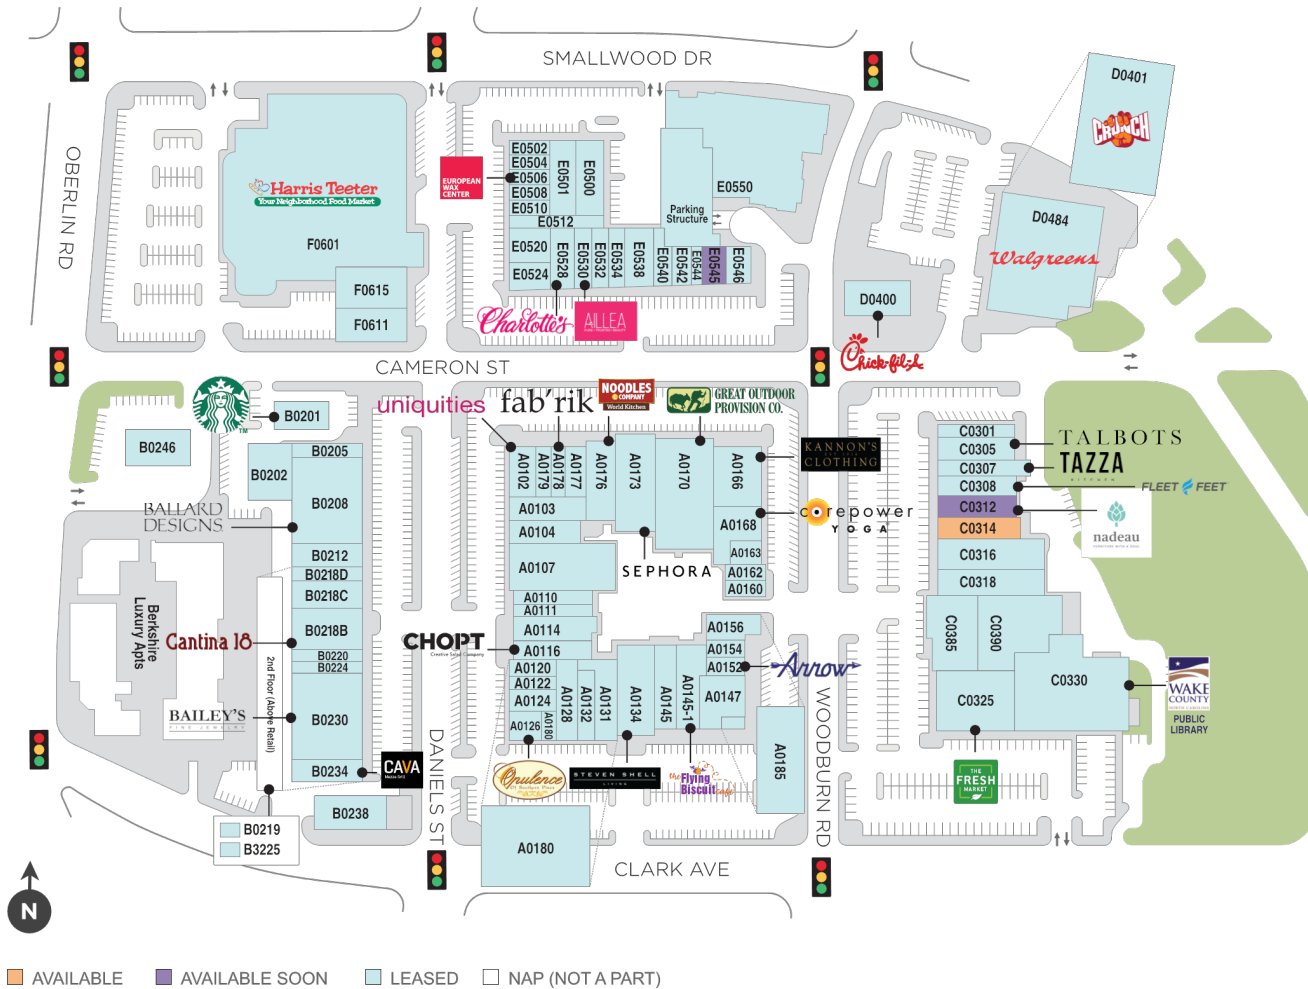 SMALLWOOD DR
OBERLIN RD
Harris Teeter
Your Neighborhood Food Market
F0601
F0615
F0611
EUROPEAN
WAX
CENTER
E0502
E0504
E0506
E0508
E0510
E0501
E0500
E0512
E0520
E0524
E0528
E0530
E0532
E0534
E0538
E0540
E0542
E0544
E0545
E0546
E0550
Parking
Structure
Charlotte's
AILLEA
D0401
CRUNCH
D0484
Walgreens
D0400
Chick-fil-A
CAMERON ST
B0201
B0246
B0205
B0202
B0208
BALLARD
DESIGNS
B0212
B0218D
B0218C
B0218B
Cantina 18
B0220
B0224
BAILEY'S
FINE JEWELRY
B0230
B0234
CAVA
B0238
B0219
B3225
Berkshire
Luxury Apts
2nd Floor (Above Retail)
DANIELS ST
uniquities
fab'rik
NOODLES
& COMPANY
World Kitchen
GREAT OUTDOOR
PROVISION CO.
KANNON'S
CLOTHING
corepower
YOGA
SEPHORA
A0102
A0179
A0178
A0177
A0176
A0173
A0170
A0166
A0103
A0104
A0168
A0163
A0162
A0160
A0107
A0110
A0111
A0114
A0116
CHOPT
Creative Salad Company
A0120
A0122
A0124
A0126
A0180
A0128
A0132
A0131
A0134
A0145
A0145-1
A0147
A0156
A0154
A0152
Arrow
A0185
Opulence
STEVEN SHELL
LIVING
the Flying
Biscuit cafe
A0180
CLARK AVE
WOODBURN RD
C0301
C0305
C0307
C0308
C0312
C0314
C0316
C0318
C0385
C0390
C0330
C0325
TALBOTS
TAZZA
KITCHEN
FLEET FEET
nadeau
WAKE
COUNTY
NORTH CAROLINA
PUBLIC
LIBRARY
THE
FRESH
MARKET
N
AVAILABLE
AVAILABLE SOON
LEASED
NAP (NOT A PART)